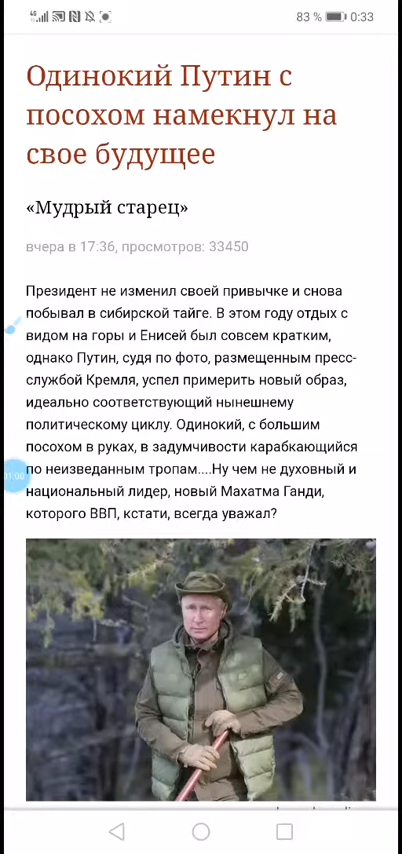 83 % 0:33
Одинокий Путин с
посохом намекнул на
свое будущее
«Мудрый старец»
вчера в 17:36, просмотров: 33450
Президент не изменил своей привычке и снова
побывал в сибирской тайге. В этом году отдых с
видом на горы и Енисей был совсем кратким,
однако Путин, судя по фото, размещенным пресс-
службой Кремля, успел примерить новый образ,
идеально соответствующий нынешнему
политическому циклу. Одинокий, с большим
посохом в руках, в задумчивости карабкающийся
01:00 по неизведанным тропам....Ну чем не духовный и
национальный лидер, новый Махатма Ганди,
которого ВВП, кстати, всегда уважал?